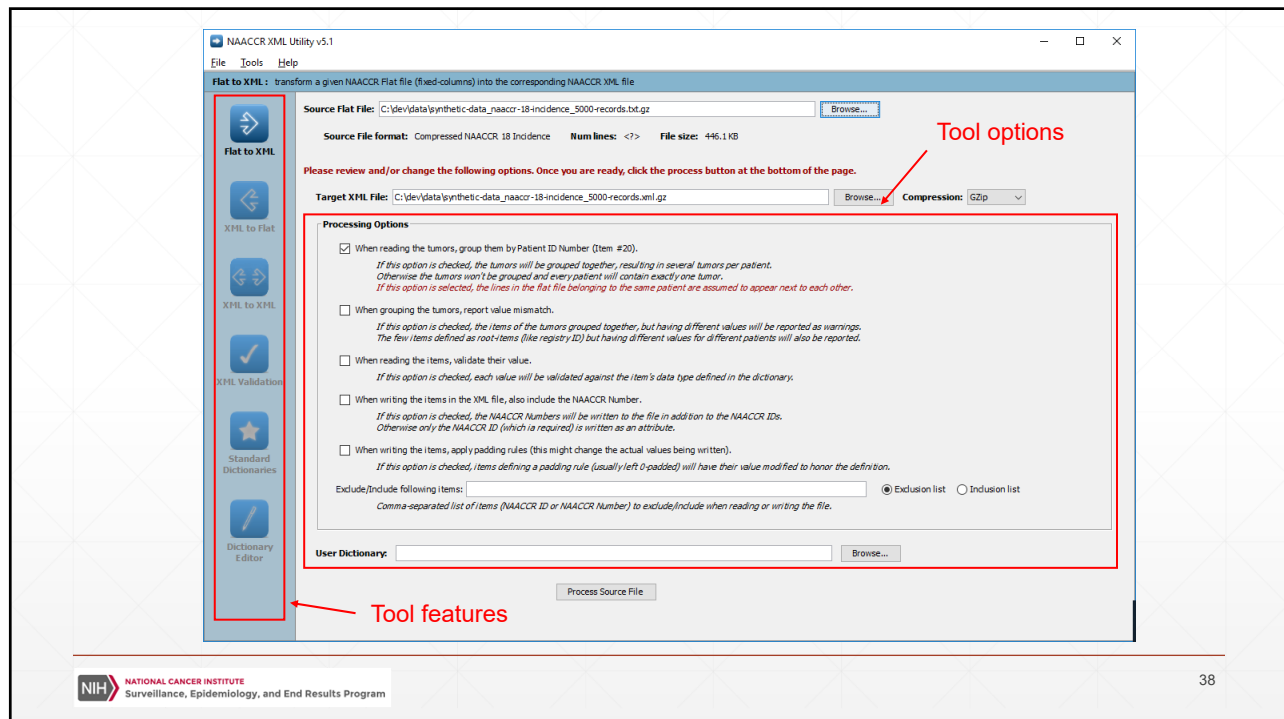 NAACCR XML Utility v5.1
File Tools Help
Flat to XML : transform a given NAACCR Flat file (fixed-columns) into the corresponding NAACCR XML file
Flat to XML
XML to Flat
XML to XML
XML Validation
Standard
Dictionaries
Dictionary
Editor
Source Flat File: C:\dev\data\synthetic-data_naaccr-18-incidence_5000-records.txt.gz Browse...
Source File format: Compressed NAACCR 18 Incidence Num lines: <?> File size: 446.1 KB
Tool options
Please review and/or change the following options. Once you are ready, click the process button at the bottom of the page.
Target XML File: C:\dev\data\synthetic-data_naaccr-18-incidence_5000-records.xml.gz Browse... Compression: GZip
Processing Options
When reading the tumors, group them by Patient ID Number (Item #20).
If this option is checked, the tumors will be grouped together, resulting in several tumors per patient.
Otherwise the tumors won't be grouped and every patient will contain exactly one tumor.
If this option is selected, the lines in the flat file belonging to the same patient are assumed to appear next to each other.
When grouping the tumors, report value mismatch.
If this option is checked, the items of the tumors grouped together, but having different values will be reported as warnings.
The few items defined as root-items (like registry ID) but having different values for different patients will also be reported.
When reading the items, validate their value.
If this option is checked, each value will be validated against the item's data type defined in the dictionary.
When writing the items in the XML file, also include the NAACCR Number.
If this option is checked, the NAACCR Numbers will be written to the file in addition to the NAACCR IDs.
Otherwise only the NAACCR ID (which ia required) is written as an attribute.
When writing the items, apply padding rules (this might change the actual values being written).
If this option is checked, items defining a padding rule (usually left 0-padded) will have their value modified to honor the definition.
Exclude/Include following items: Exclusion list Inclusion list
Comma-separated list of items (NAACCR ID or NAACCR Number) to exclude/include when reading or writing the file.
User Dictionary: Browse...
Process Source File
Tool features
NIH NATIONAL CANCER INSTITUTE
Surveillance, Epidemiology, and End Results Program
38